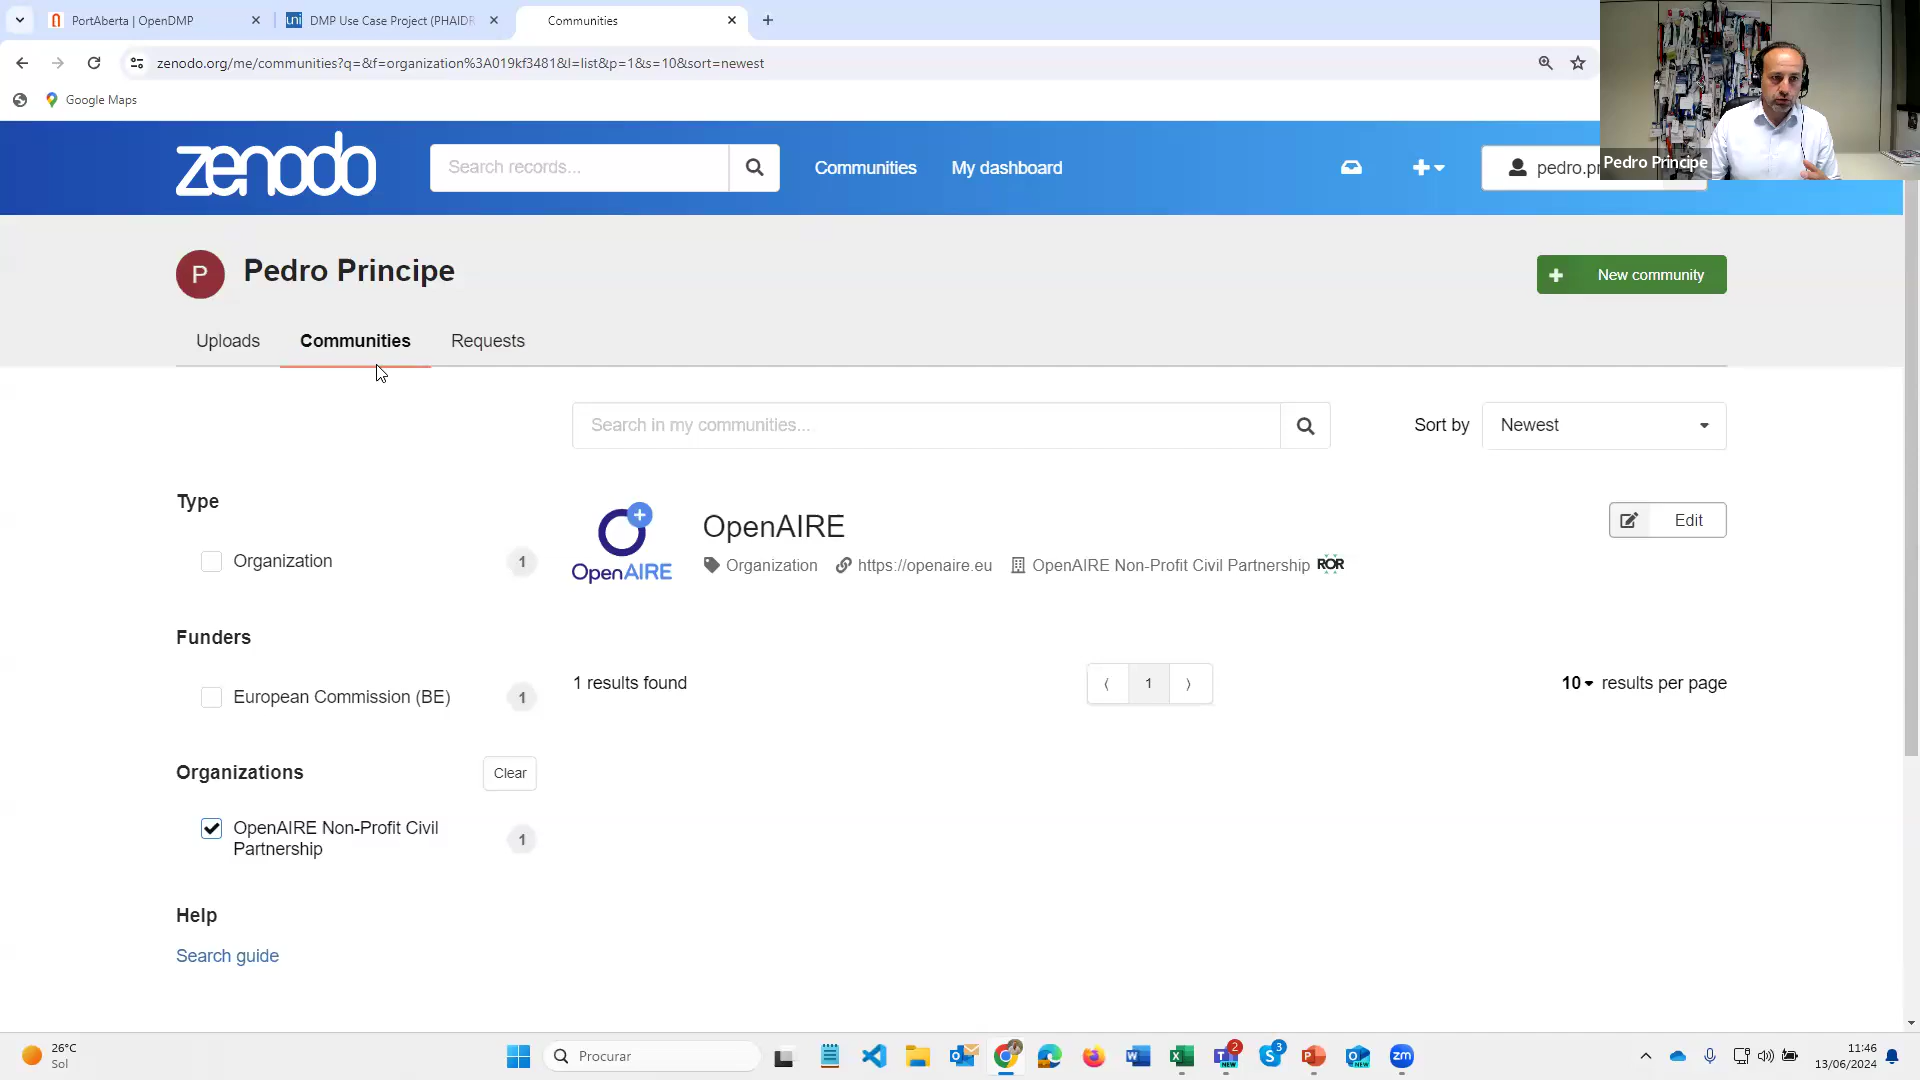 PortAberta | OpenDMP
uni DMP Use Case Project (PHAIDR
Communities
zenodo.org/me/communities?q=&f=organization%3A019kf3481&l=list&p=1&s=10&sort=newest
Google Maps
zenodo
Search records...
Communities
My dashboard
pedro.pr
Pedro Principe
P
Pedro Principe
New community
Uploads
Communities
Requests
Search in my communities...
Sort by
Newest
Type
Organization
1
OpenAIRE
OpenAIRE
Organization
https://openaire.eu
OpenAIRE Non-Profit Civil Partnership
ROR
Edit
Funders
European Commission (BE)
1
1 results found
1
10 results per page
Organizations
Clear
OpenAIRE Non-Profit Civil
Partnership
1
Help
Search guide
26°C
Sol
Procurar
2
3
zm
11:46
13/06/2024